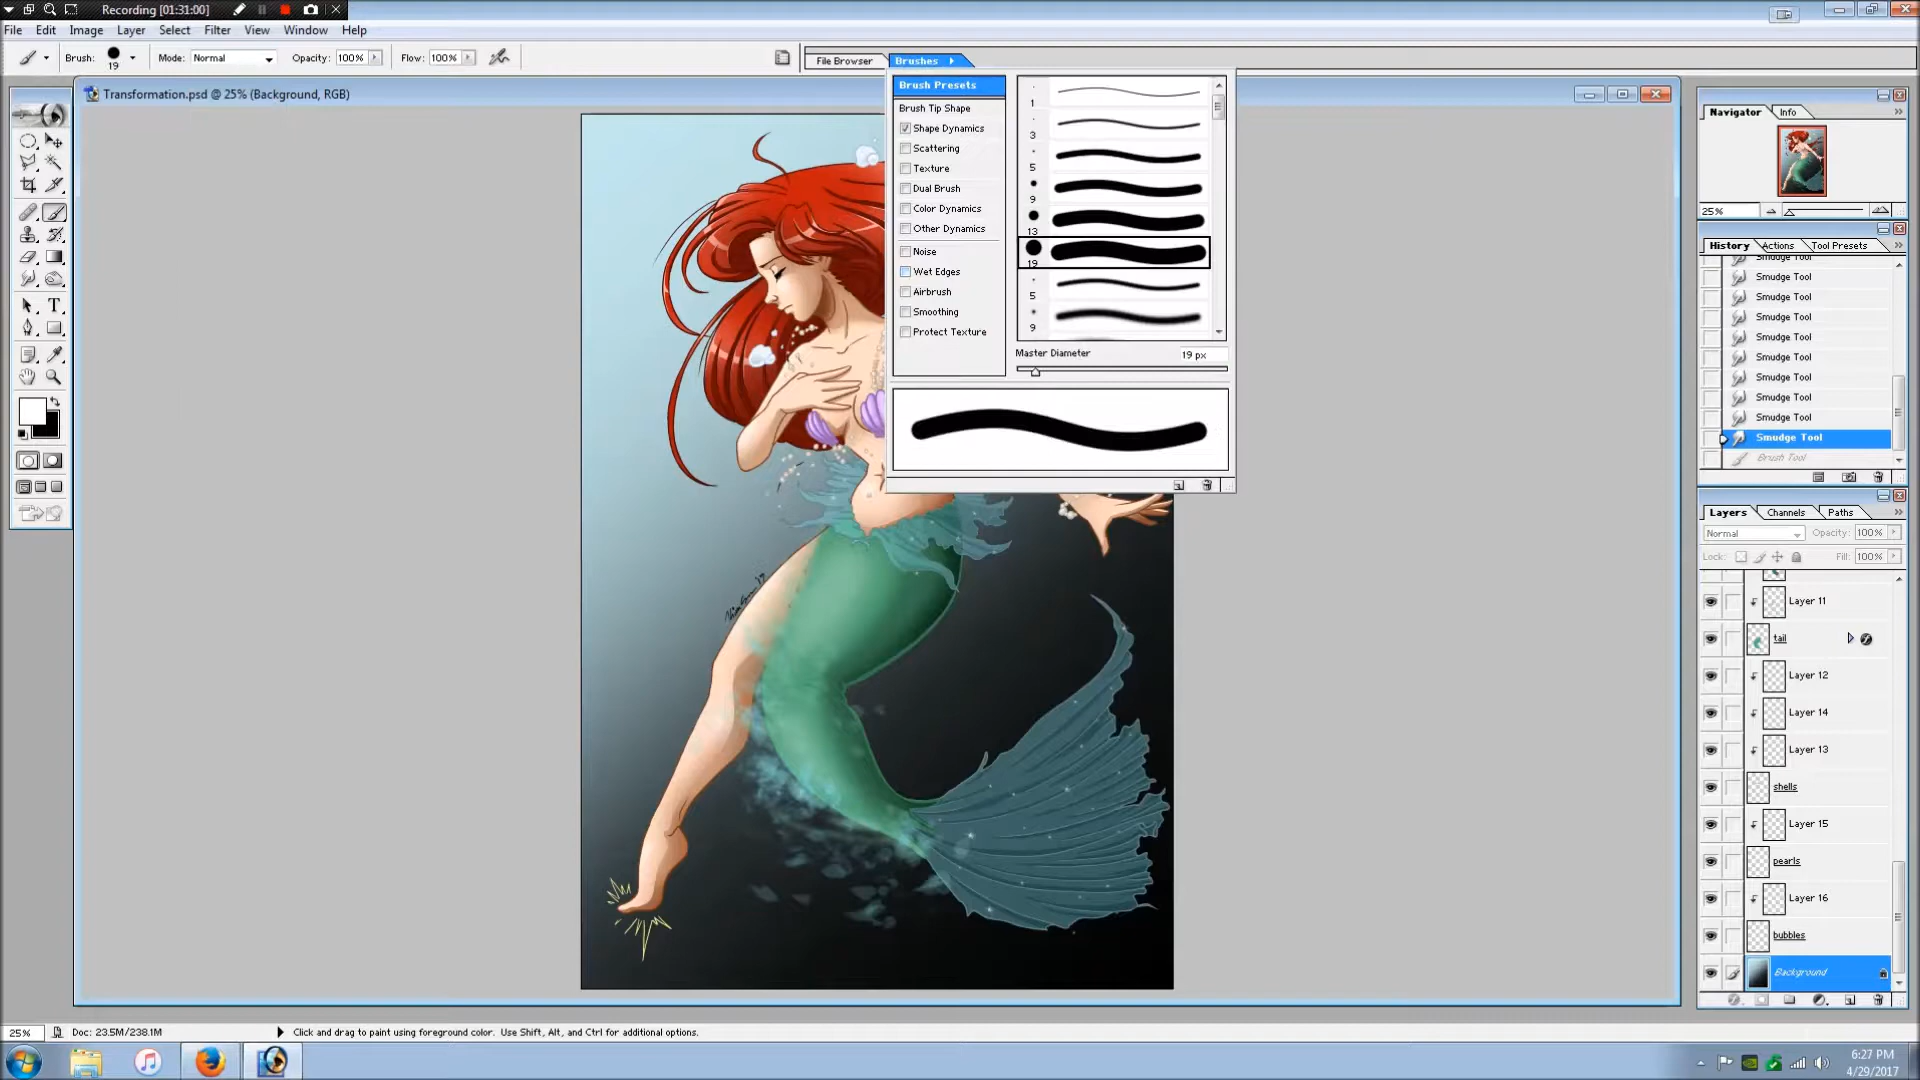 Recording [01:31:00]
File Edit Image Layer Select Filter View Window Help
Brush: 19 Mode: Normal Opacity: 100% Flow: 100% File Browser Brushes
Transformation.psd @ 25% (Background, RGB)
Brush Presets
Brush Tip Shape
Shape Dynamics
Scattering
Texture
Dual Brush
Color Dynamics
Other Dynamics
Noise
Wet Edges
Airbrush
Smoothing
Protect Texture
1
3
5
9
13
19
5
9
Master Diameter 19 px
Navigator Info
25%
History Actions Tool Presets
Smudge Tool
Smudge Tool
Smudge Tool
Smudge Tool
Smudge Tool
Smudge Tool
Smudge Tool
Smudge Tool
Smudge Tool
Smudge Tool
Brush Tool
Layers Channels Paths
Normal Opacity: 100%
Lock: Fill: 100%
Layer 11
tail
Layer 12
Layer 14
Layer 13
shells
Layer 15
pearls
Layer 16
bubbles
Background
25% Doc: 23.5M/238.1M Click and drag to paint using foreground color. Use Shift, Alt, and Ctrl for additional options.
6:27 PM
4/29/2017